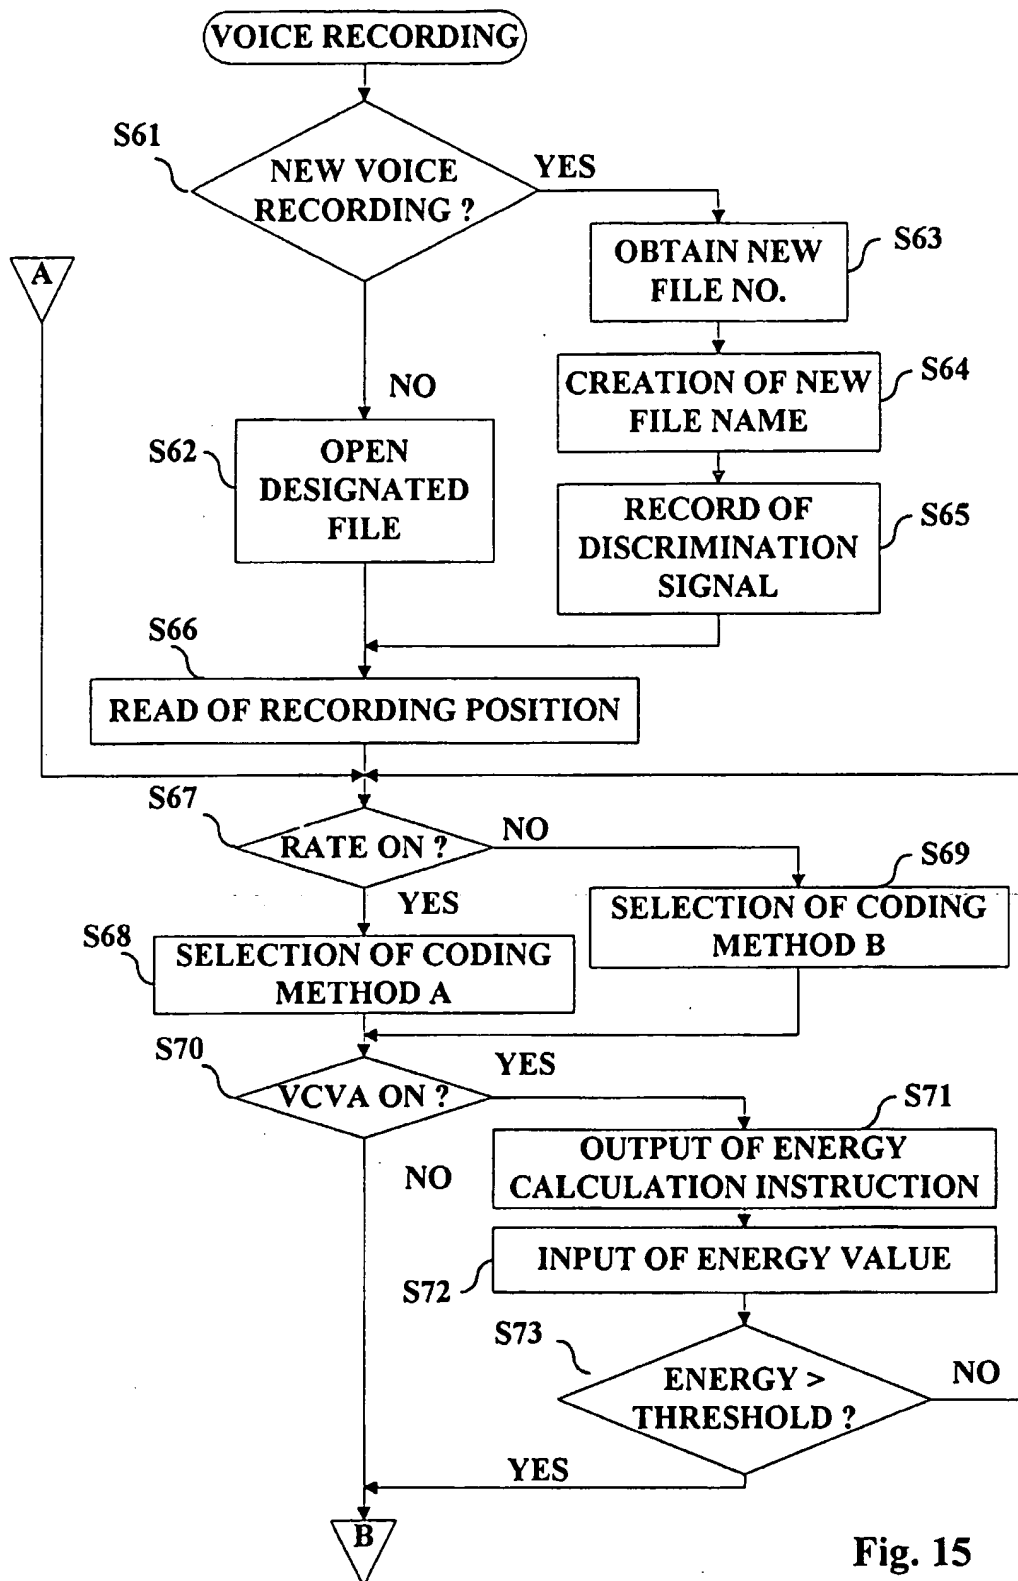 VOICE RECORDING
S61
NEW VOICE
RECORDING ?
YES
A
OBTAIN NEW
FILE NO.
S63
CREATION OF NEW
FILE NAME
S64
NO
S62
OPEN
DESIGNATED
FILE
RECORD OF
DISCRIMINATION
SIGNAL
S65
S66
READ OF RECORDING POSITION
S67
RATE ON ?
NO
YES
S69
SELECTION OF CODING
METHOD B
S68
SELECTION OF CODING
METHOD A
S70
VCVA ON ?
YES
NO
S71
OUTPUT OF ENERGY
CALCULATION INSTRUCTION
S72
INPUT OF ENERGY VALUE
S73
ENERGY >
THRESHOLD ?
NO
YES
B
Fig. 15